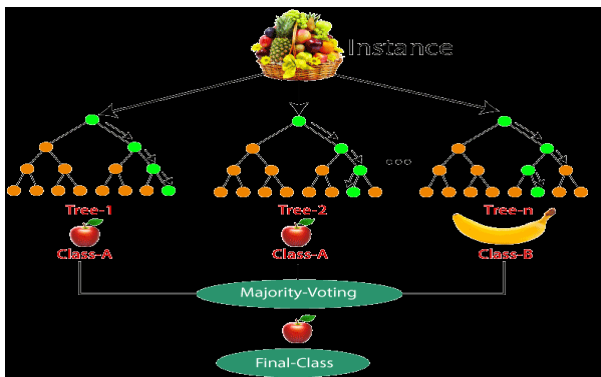 Instance
Tree-1
Tree-2
Tree-n
Class-A
Class-A
Class-B
Majority-Voting
Final-Class